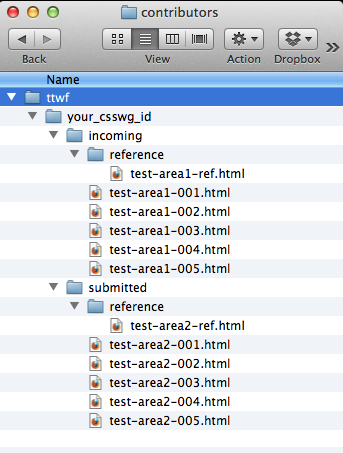 contributors
Back View Action Dropbox
Name
ttwf
your_csswg_id
incoming
reference
test-area1-ref.html
test-area1-001.html
test-area1-002.html
test-area1-003.html
test-area1-004.html
test-area1-005.html
submitted
reference
test-area2-ref.html
test-area2-001.html
test-area2-002.html
test-area2-003.html
test-area2-004.html
test-area2-005.html